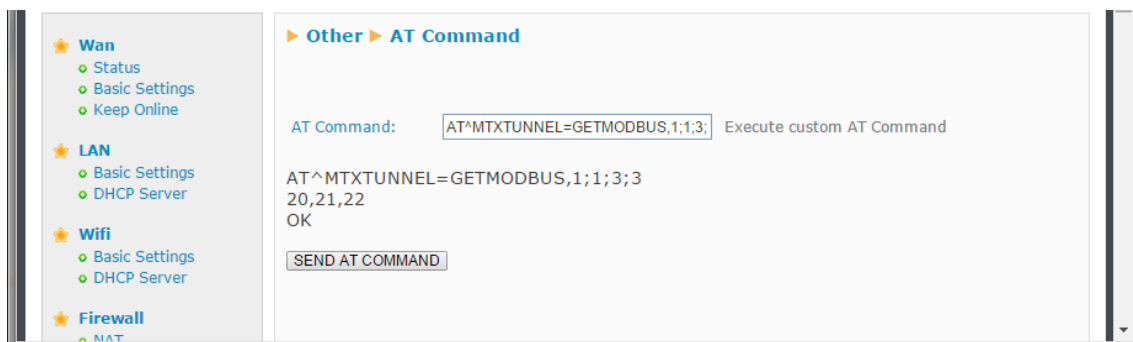 Wan
Status
Basic Settings
Keep Online
LAN
Basic Settings
DHCP Server
Wifi
Basic Settings
DHCP Server
Firewall
NAT
Other AT Command
AT Command: AT^MTXTUNNEL=GETMODBUS,1;1;3; Execute custom AT Command
AT^MTXTUNNEL=GETMODBUS,1;1;3;3
20,21,22
OK
SEND AT COMMAND